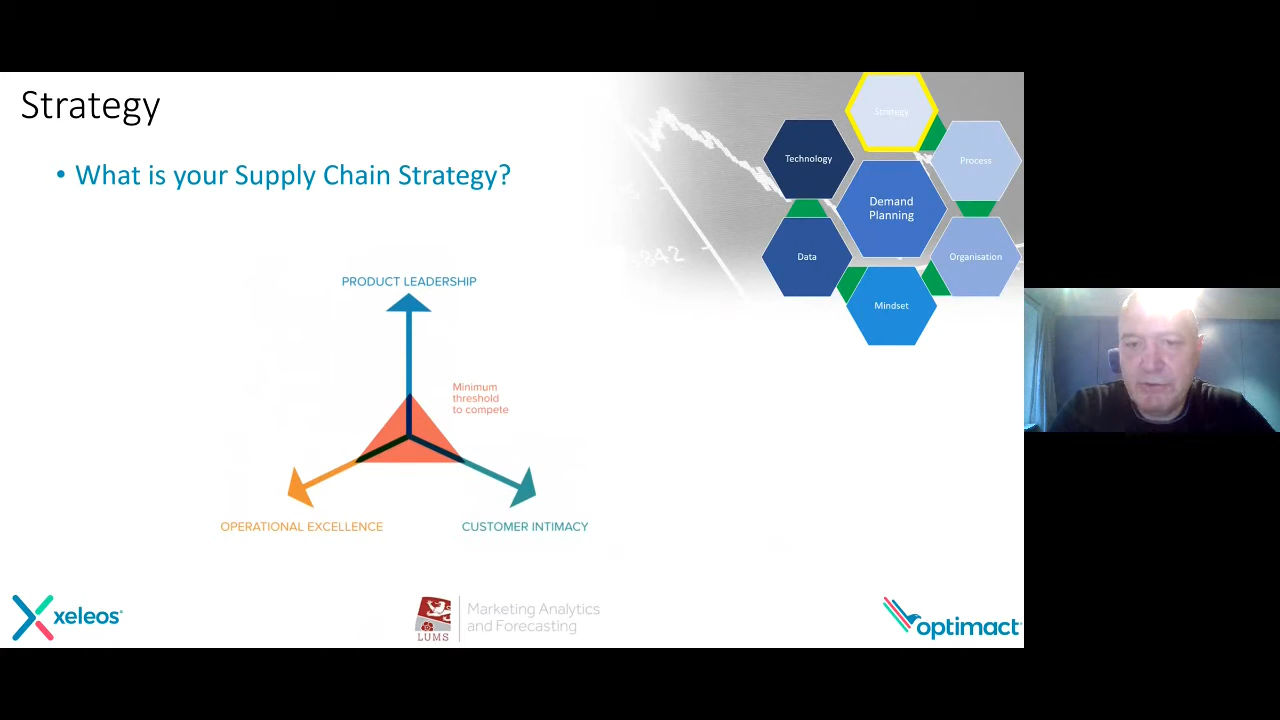 Strategy
• What is your Supply Chain Strategy?
Strategy
Technology
Process
Demand
Planning
Data
Organisation
Mindset
PRODUCT LEADERSHIP
Minimum
threshold
to compete
OPERATIONAL EXCELLENCE
CUSTOMER INTIMACY
xeleos
LUMS
Marketing Analytics
and Forecasting
optimact